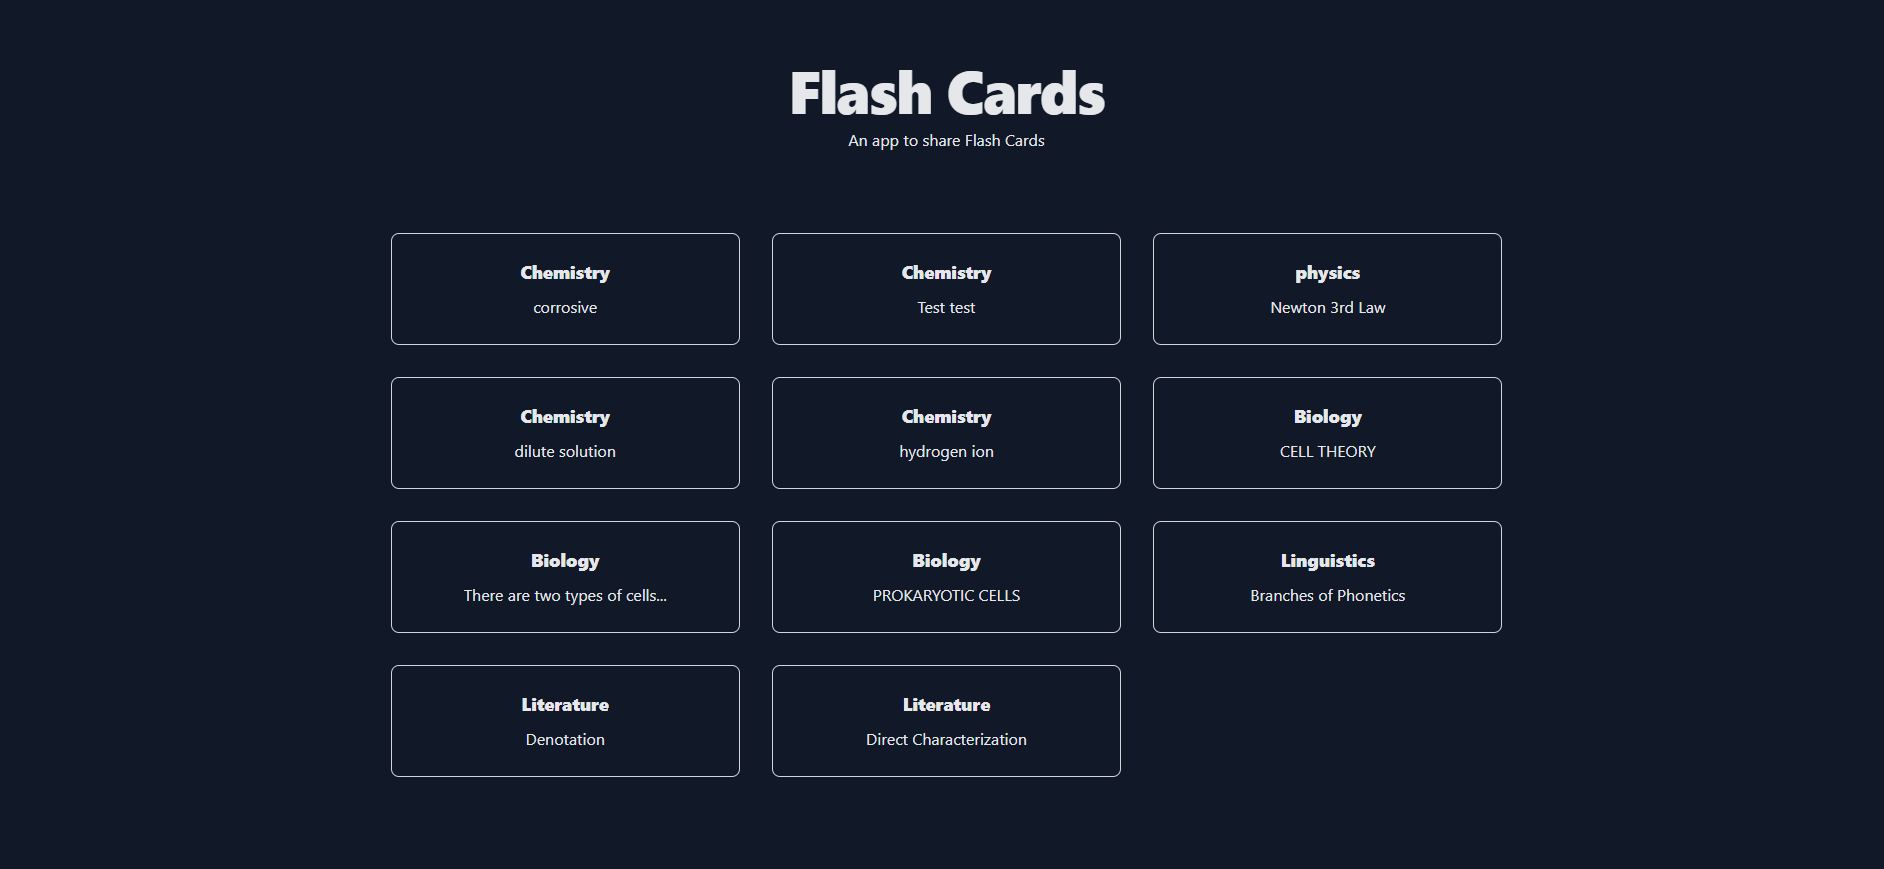 Flash Cards
An app to share Flash Cards
Chemistry
corrosive
Chemistry
Test test
physics
Newton 3rd Law
Chemistry
dilute solution
Chemistry
hydrogen ion
Biology
CELL THEORY
Biology
There are two types of cells...
Biology
PROKARYOTIC CELLS
Linguistics
Branches of Phonetics
Literature
Denotation
Literature
Direct Characterization